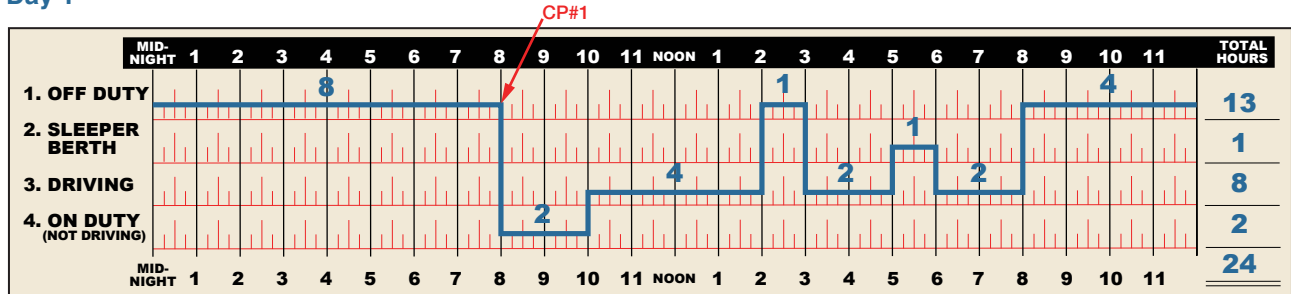 CP#1
MID-NIGHT 1 2 3 4 5 6 7 8 9 10 11 NOON 1 2 3 4 5 6 7 8 9 10 11 TOTAL HOURS
1. OFF DUTY 8 1 4 13
2. SLEEPER BERTH 1 1
3. DRIVING 4 2 2 8
4. ON DUTY (NOT DRIVING) 2 2
24
MID-NIGHT 1 2 3 4 5 6 7 8 9 10 11 NOON 1 2 3 4 5 6 7 8 9 10 11